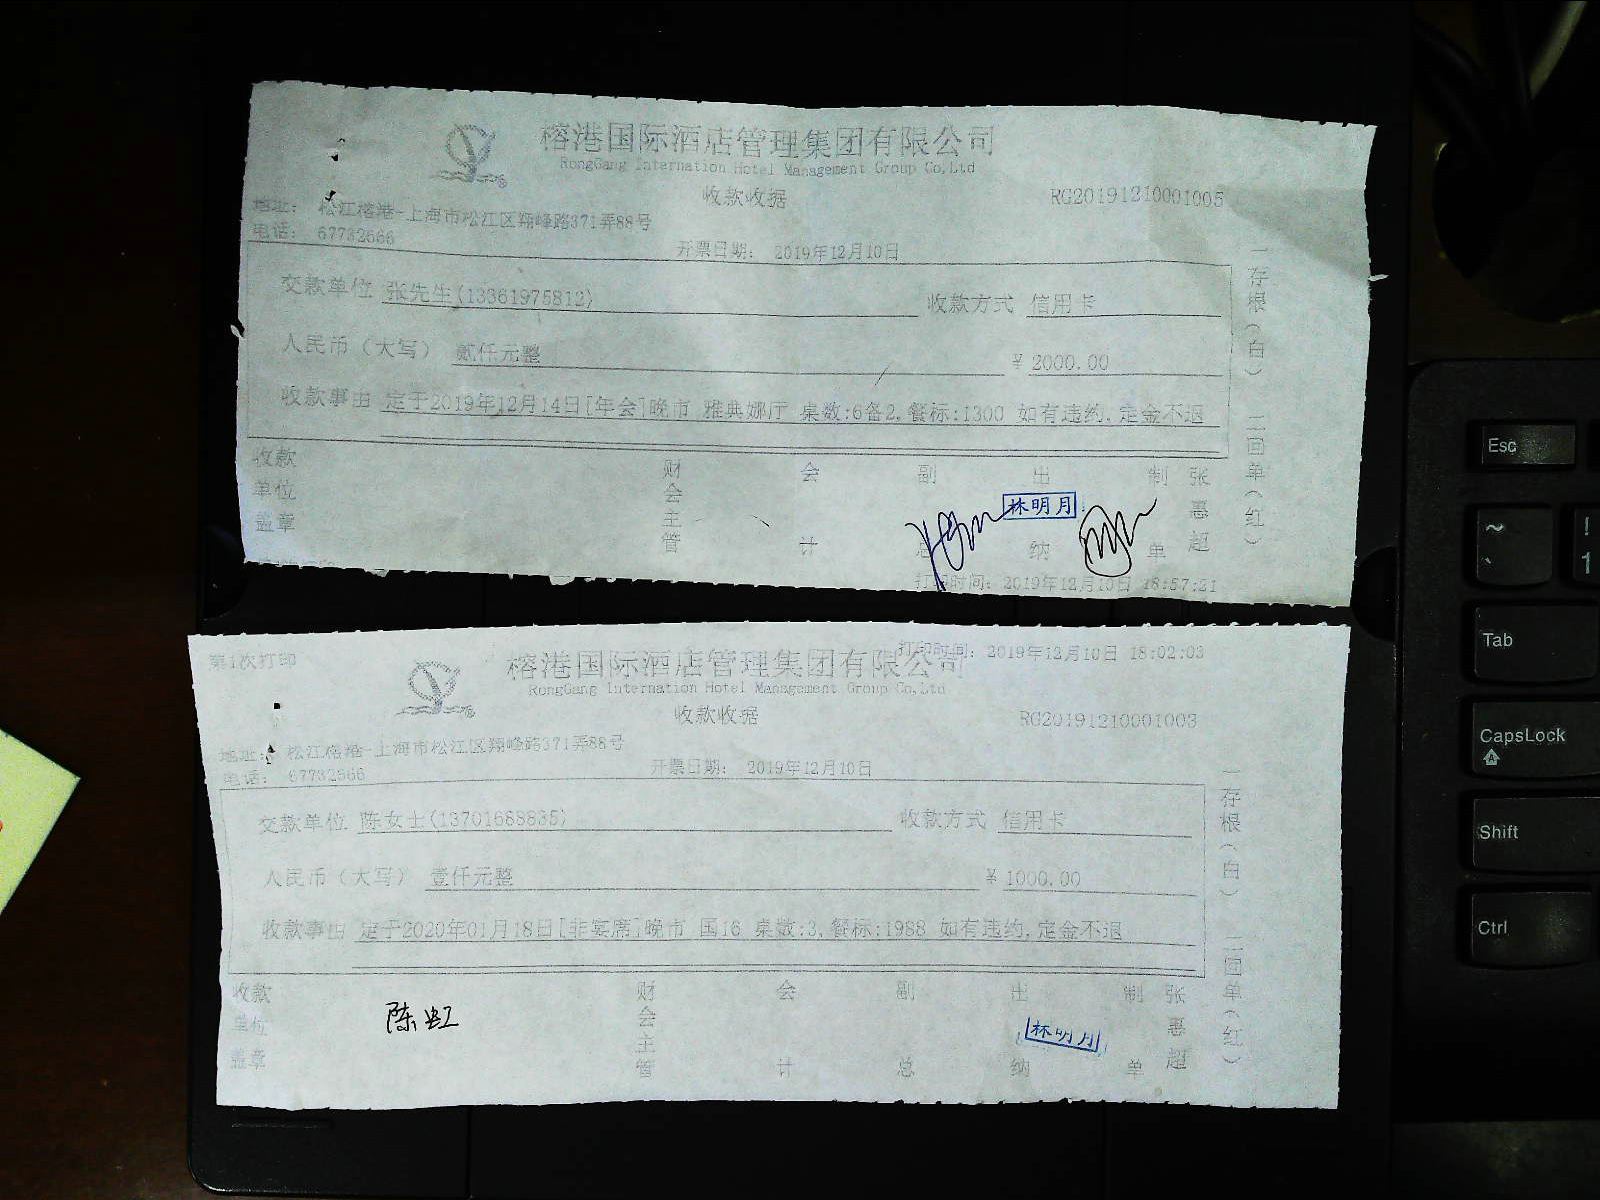 榕港国际酒店管理集团有限公司
RongGang International Hotel Management Group Co,Ltd
收款收据
RG20191210001005
地址： 松江榕港-上海市松江区翔峰路371弄88号
电话： 67732566
开票日期： 2019年12月10日
交款单位 张先生(13361975812) 收款方式 信用卡
人民币（大写） 贰仟元整 ¥ 2000.00
收款事由 定于2019年12月14日[年会]晚市 雅典娜厅 桌数:6备2,餐标:1300 如有违约,定金不退
一存根（白） 二回单（红）
收款单位盖章 财会主管 会计 副总 出纳 制单 张惠超
林明月
打印时间： 2019年12月10日 18:57:21
第1次打印
打印时间： 2019年12月10日 18:02:03
榕港国际酒店管理集团有限公司
RongGang International Hotel Management Group Co,Ltd
收款收据
RG20191210001003
地址： 松江榕港-上海市松江区翔峰路371弄88号
电话： 67732566
开票日期： 2019年12月10日
交款单位 陈女士(13701688835) 收款方式 信用卡
人民币（大写） 壹仟元整 ¥ 1000.00
收款事由 定于2020年01月18日[非宴席]晚市 国16 桌数:3,餐标:1988 如有违约,定金不退
一存根（白） 二回单（红）
收款单位盖章 财会主管 会计 副总 出纳 制单 张惠超
陈虹
林明月
Esc
~
`
!
1
Tab
CapsLock
Shift
Ctrl